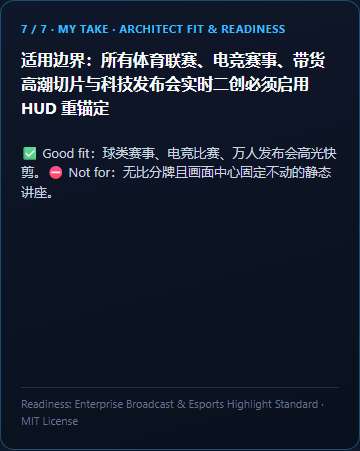 7 / 7 · MY TAKE · ARCHITECT FIT & READINESS
适用边界：所有体育联赛、电竞赛事、带货
高潮切片与科技发布会实时二创必须启用
HUD 重锚定
✅ Good fit：球类赛事、电竞比赛、万人发布会高光快
剪。⛔ Not for：无比分牌且画面中心固定不动的静态
讲座。
Readiness: Enterprise Broadcast & Esports Highlight Standard ·
MIT License